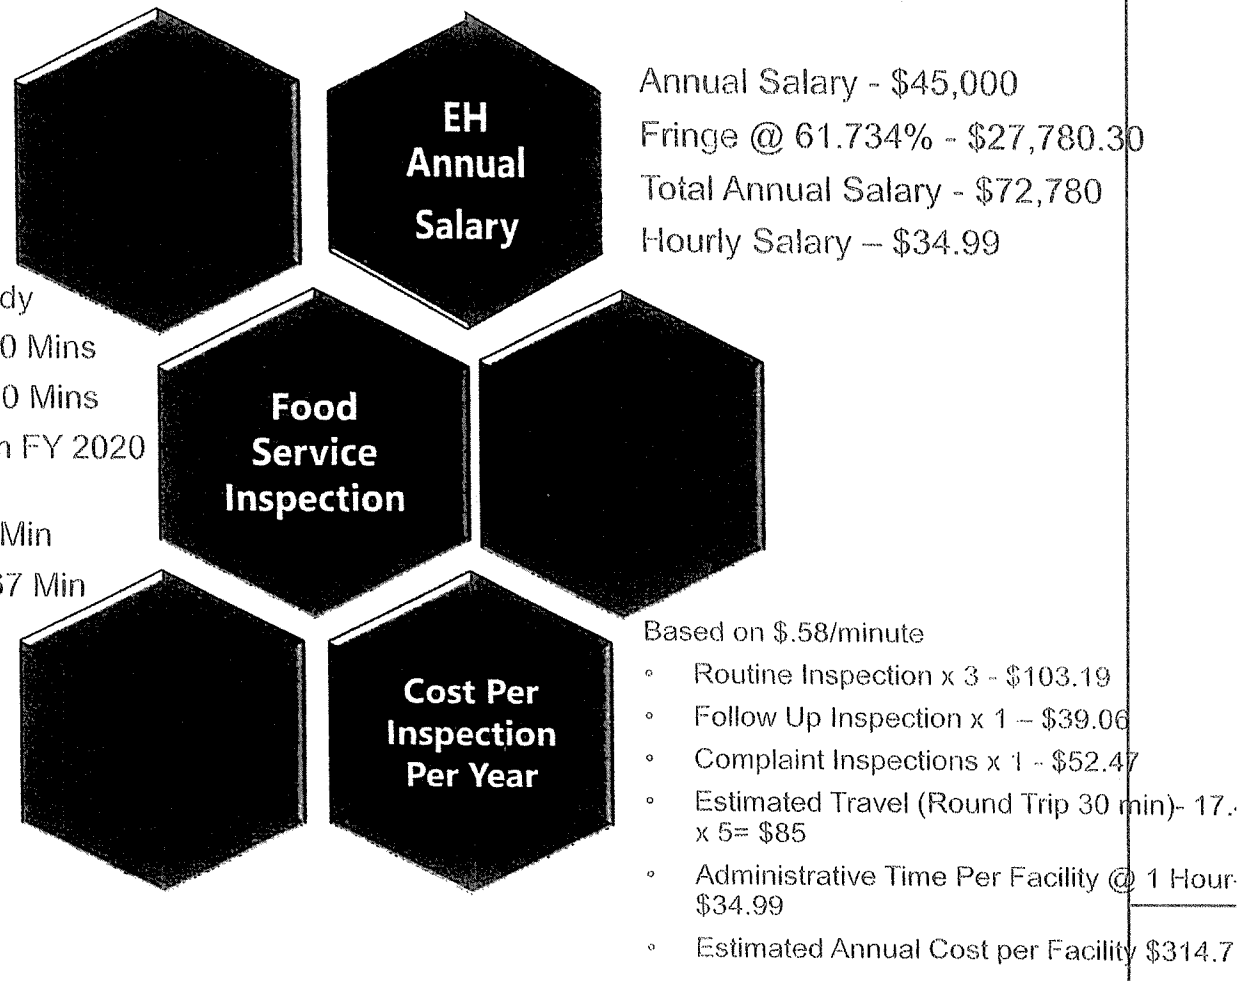 EH
Annual
Salary
Annual Salary - $45,000
Fringe @ 61.734% - $27,780.30
Total Annual Salary - $72,780
Hourly Salary – $34.99
dy
0 Mins
0 Mins
n FY 2020
Min
67 Min
Food
Service
Inspection
Cost Per
Inspection
Per Year
Based on $.58/minute
◦ Routine Inspection x 3 - $103.19
◦ Follow Up Inspection x 1 – $39.06
◦ Complaint Inspections x 1 - $52.47
◦ Estimated Travel (Round Trip 30 min)- 17.
x 5= $85
◦ Administrative Time Per Facility @ 1 Hour-
$34.99
◦ Estimated Annual Cost per Facility $314.7